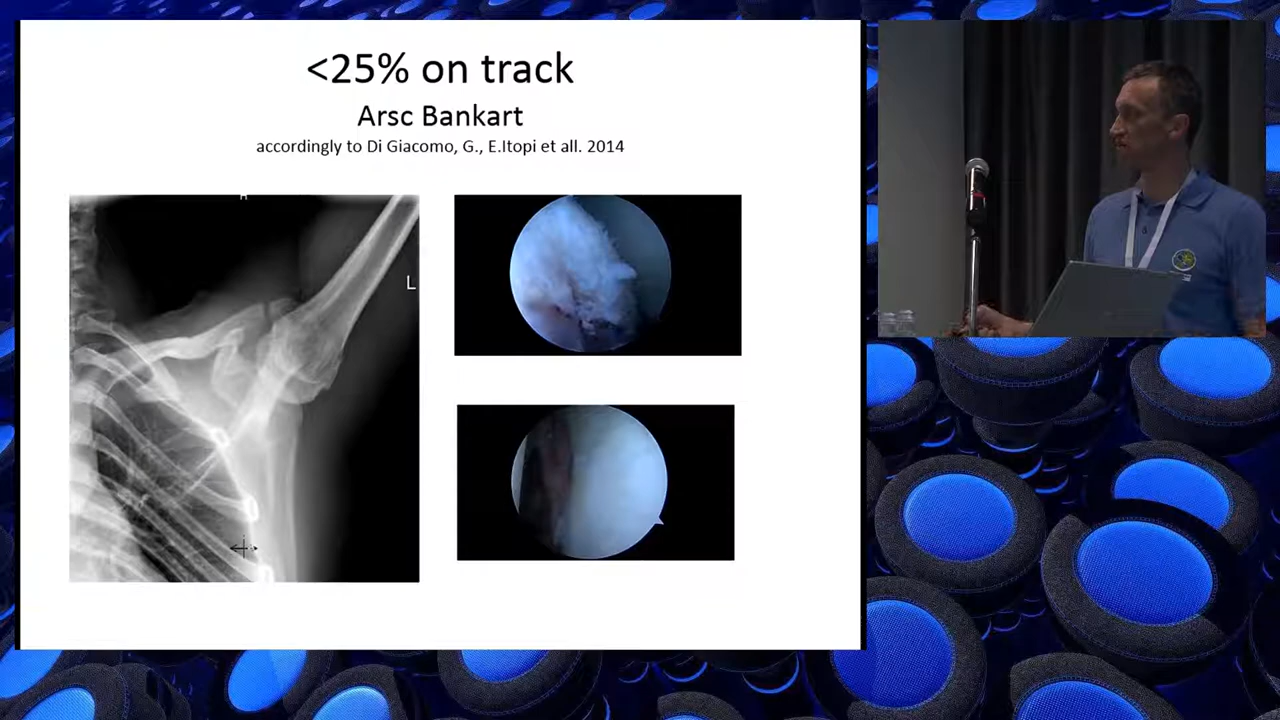 <25% on track
Arsc Bankart
accordingly to Di Giacomo, G., E.Itopi et all. 2014
L